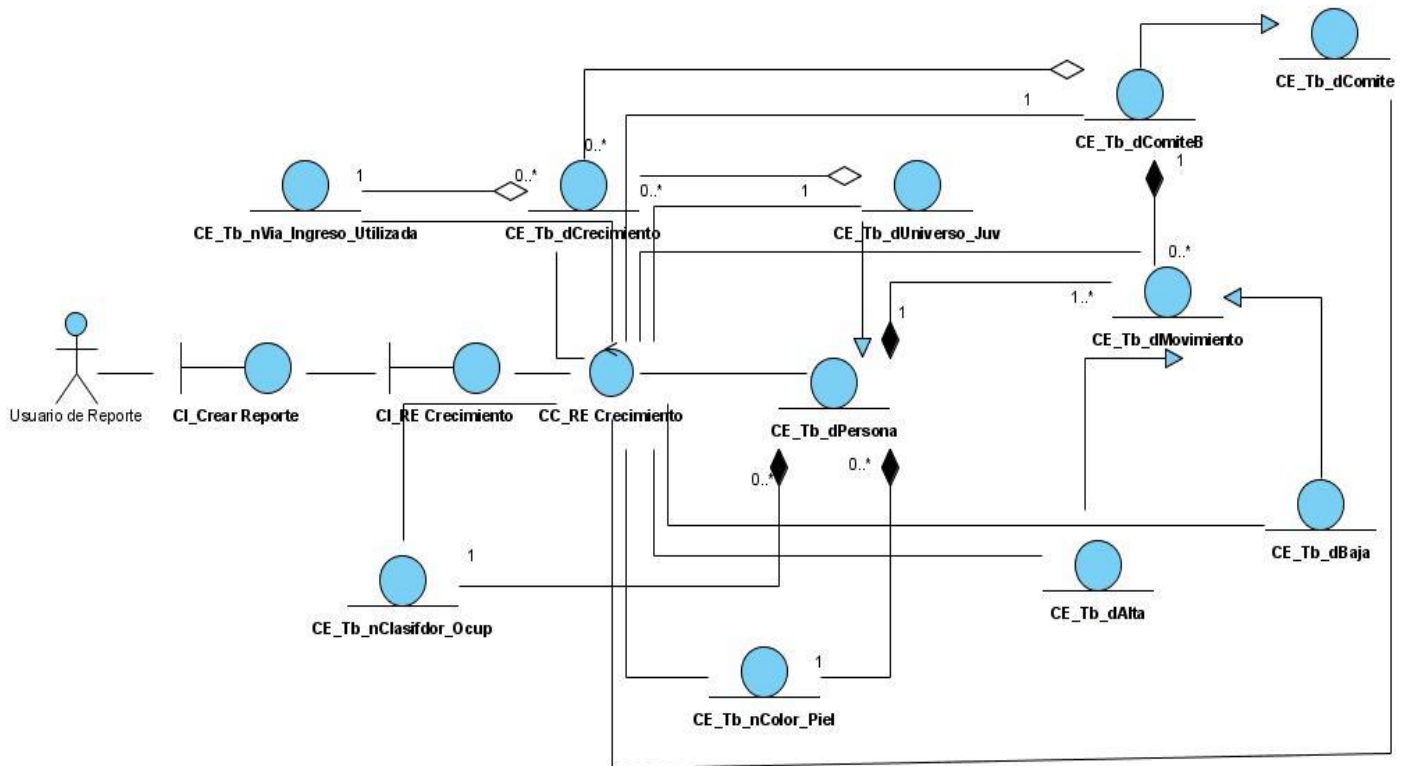 CE_Tb_dComite
1
CE_Tb_dComiteB
0..*
1
1
0..*
0..*
1
CE_Tb_nVia_Ingreso_Utilizada
CE_Tb_dCrecimiento
CE_Tb_dUniverso_Juv
0..*
1..*
1
CE_Tb_dMovimiento
Usuario de Reporte
CI_Crear Reporte
CI_RE Crecimiento
CC_RE Crecimiento
CE_Tb_dPersona
0..*
0..*
1
CE_Tb_dBaja
CE_Tb_nClasifdor_Ocup
CE_Tb_dAlta
1
CE_Tb_nColor_Piel